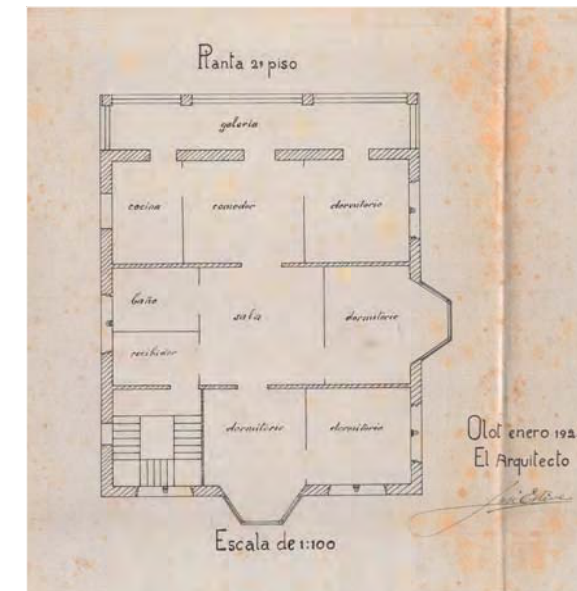 Planta 2º piso
galeria
cocina
comedor
dormitorio
baño
sala
dormitorio
recibidor
dormitorio
dormitorio
Olot enero 192
El Arquitecto
Escala de 1:100